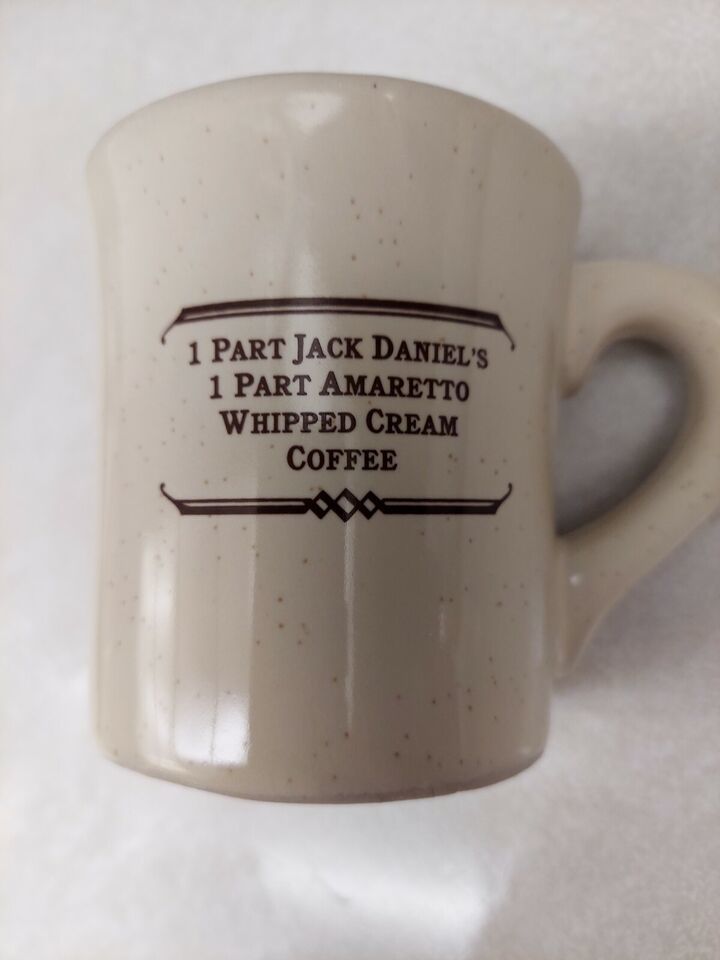 1 PART JACK DANIEL'S
1 PART AMARETTO
WHIPPED CREAM
COFFEE